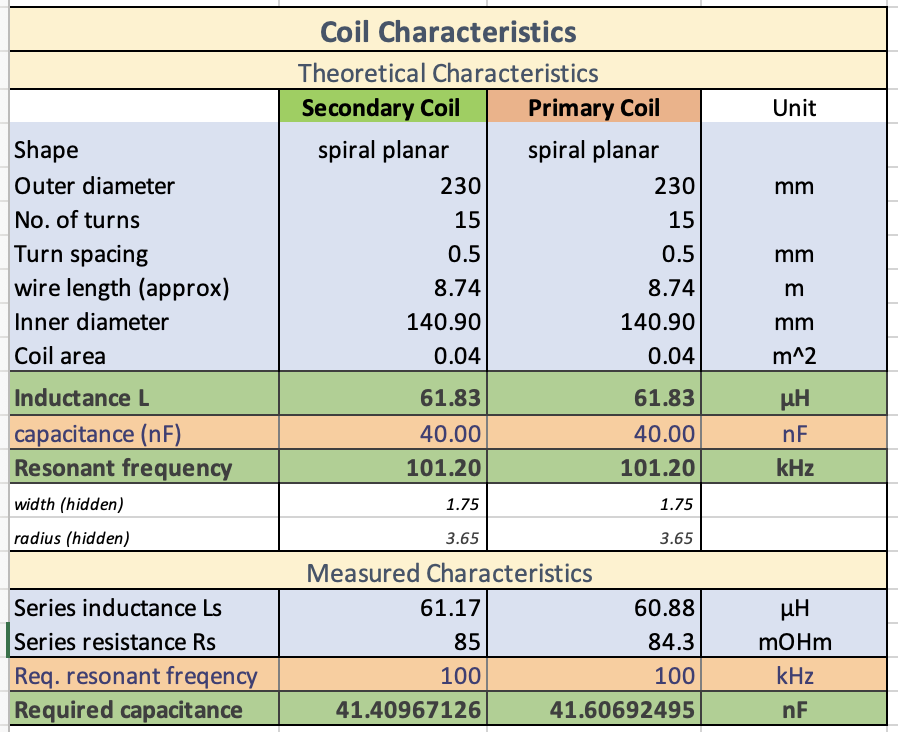 Coil Characteristics
Theoretical Characteristics
Secondary Coil Primary Coil Unit
Shape spiral planar spiral planar
Outer diameter 230 230 mm
No. of turns 15 15
Turn spacing 0.5 0.5 mm
wire length (approx) 8.74 8.74 m
Inner diameter 140.90 140.90 mm
Coil area 0.04 0.04 m^2
Inductance L 61.83 61.83 μH
capacitance (nF) 40.00 40.00 nF
Resonant frequency 101.20 101.20 kHz
width (hidden) 1.75 1.75
radius (hidden) 3.65 3.65
Measured Characteristics
Series inductance Ls 61.17 60.88 μH
Series resistance Rs 85 84.3 mOHm
Req. resonant freqency 100 100 kHz
Required capacitance 41.40967126 41.60692495 nF